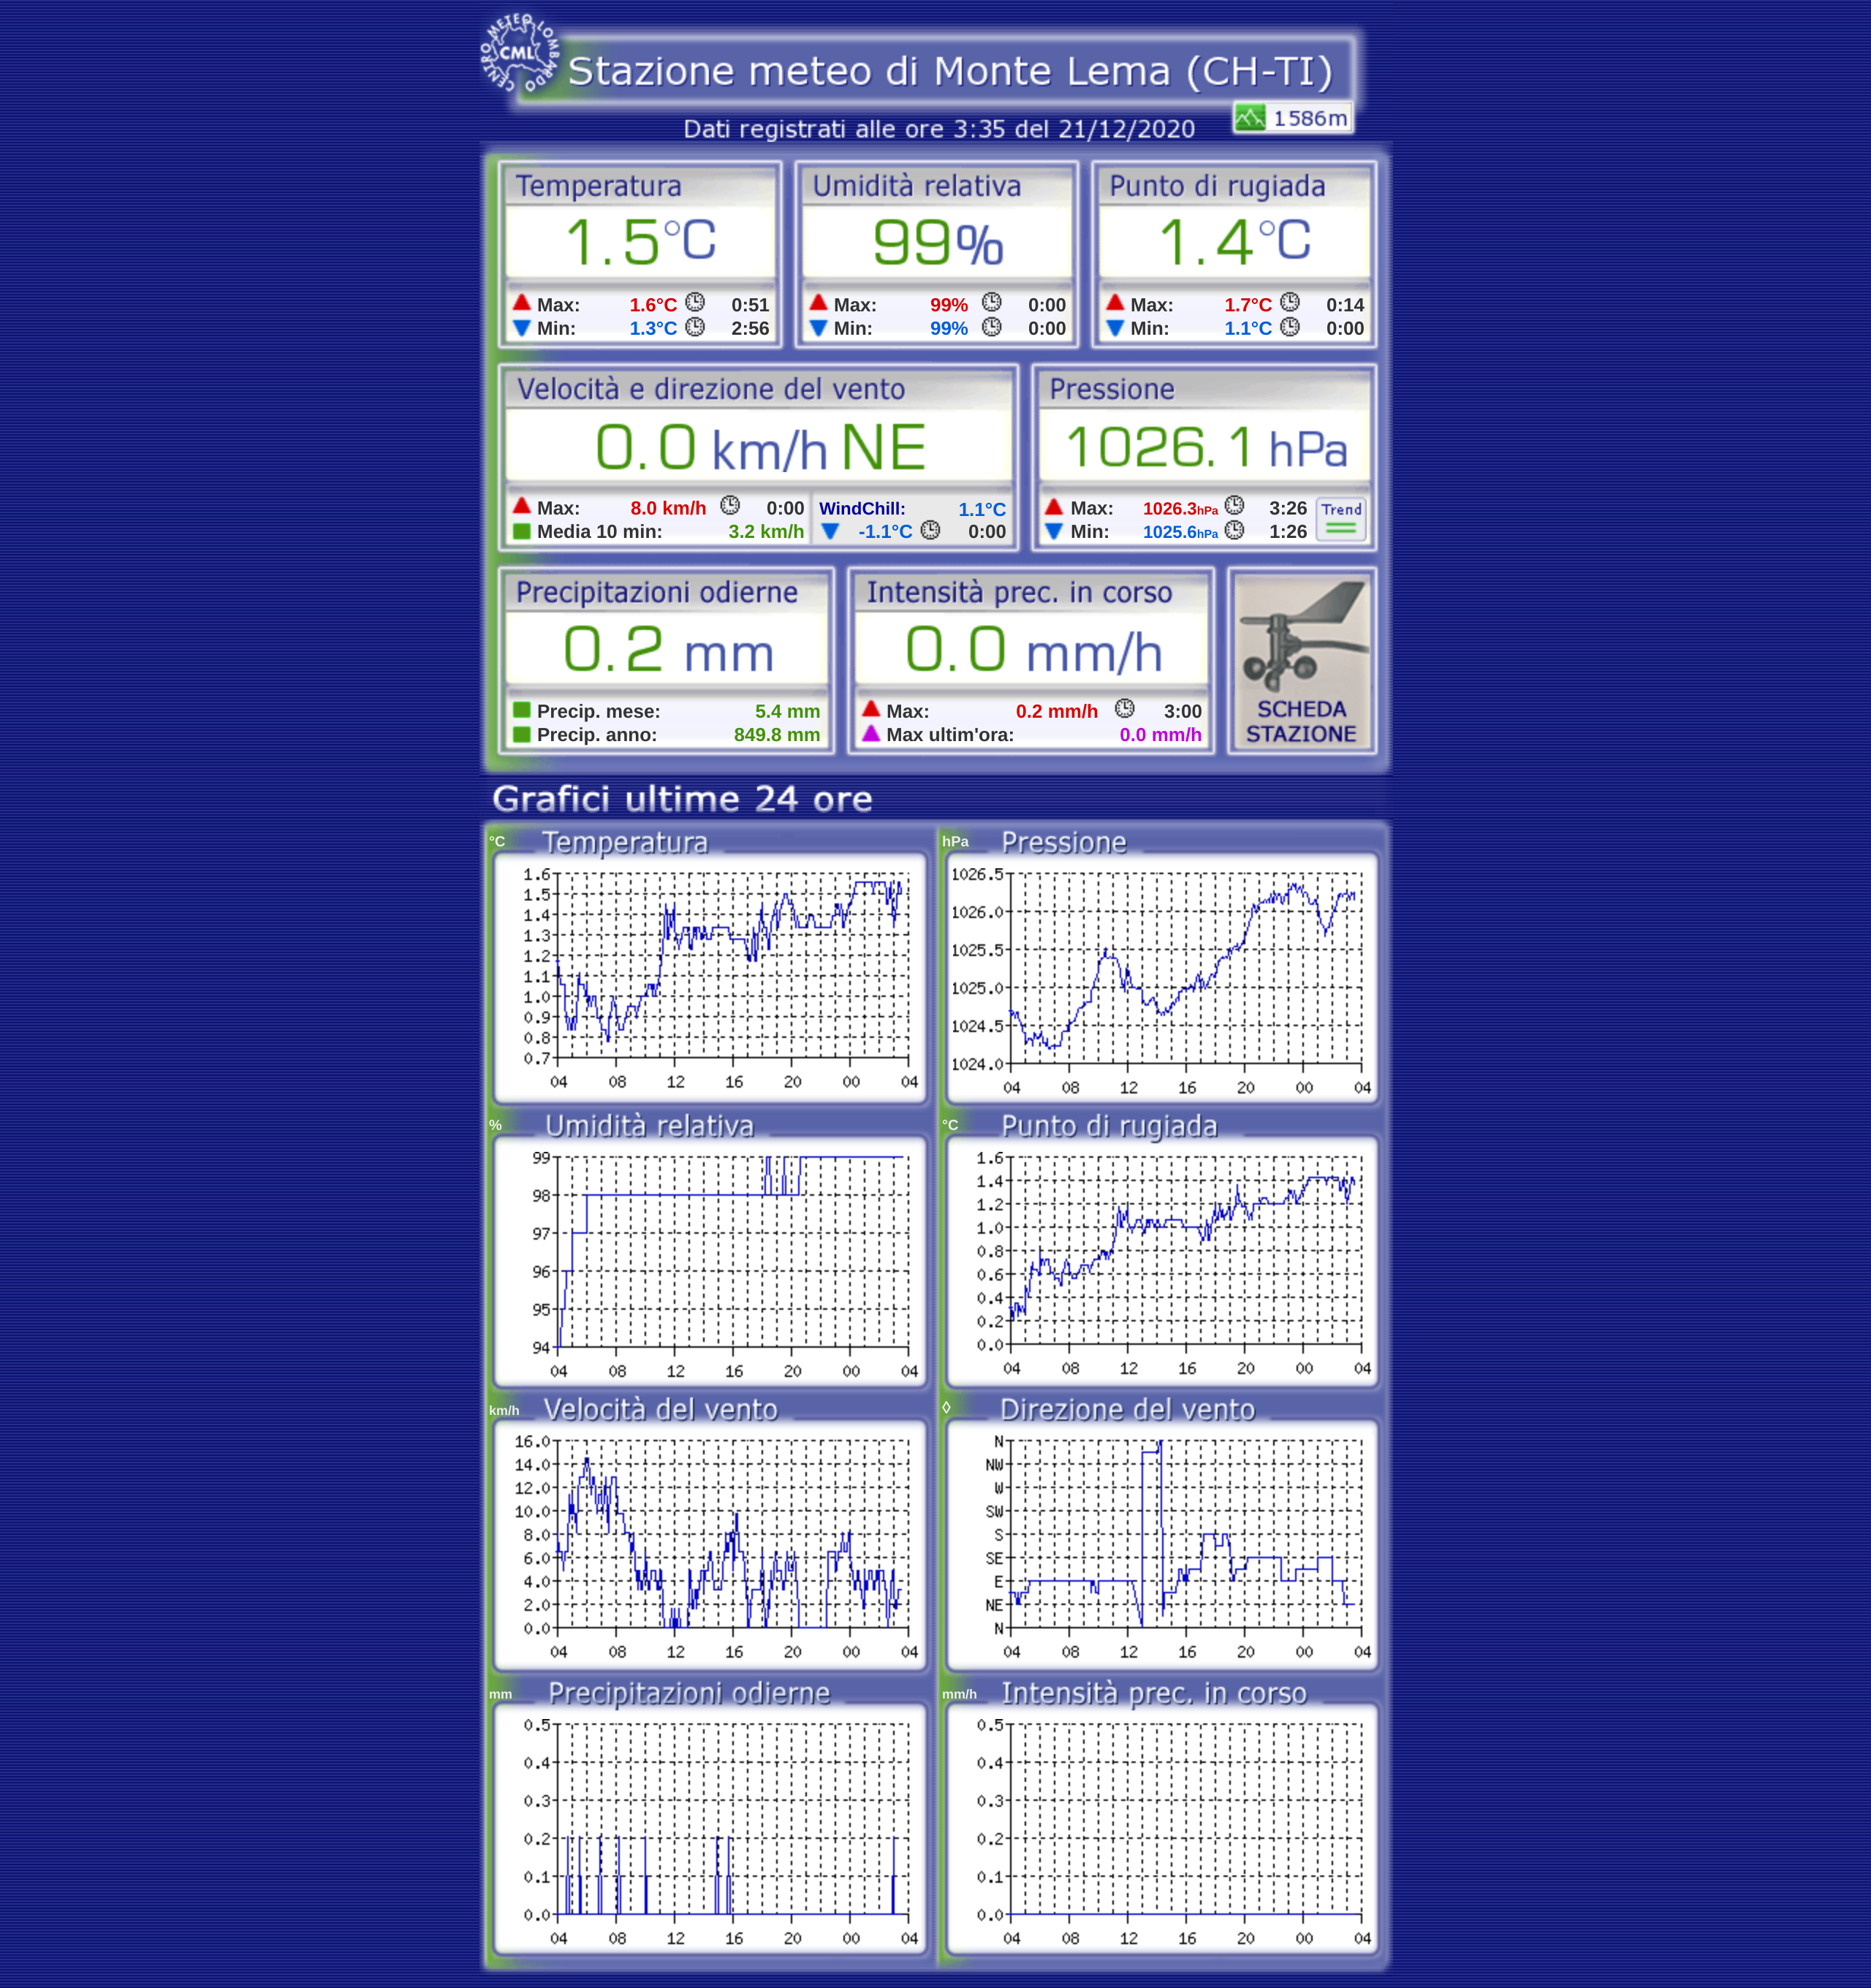 CENTRO METEO LOMBARDO
CML
Stazione meteo di Monte Lema (CH-TI)
1586m
Dati registrati alle ore 3:35 del 21/12/2020
Temperatura Umidità relativa Punto di rugiada
1.5°C 99% 1.4°C
Max: 1.6°C 0:51 Max: 99% 0:00 Max: 1.7°C 0:14
Min: 1.3°C 2:56 Min: 99% 0:00 Min: 1.1°C 0:00
Velocità e direzione del vento Pressione
0.0 km/h NE 1026.1 hPa
Max: 8.0 km/h 0:00 WindChill: 1.1°C Max: 1026.3hPa 3:26 Trend
Media 10 min: 3.2 km/h -1.1°C 0:00 Min: 1025.6hPa 1:26
Precipitazioni odierne Intensità prec. in corso
0.2 mm 0.0 mm/h
Precip. mese: 5.4 mm Max: 0.2 mm/h 3:00 SCHEDA
Precip. anno: 849.8 mm Max ultim'ora: 0.0 mm/h STAZIONE
Grafici ultime 24 ore
°C Temperatura
1.6
1.5
1.4
1.3
1.2
1.1
1.0
0.9
0.8
0.7
04 08 12 16 20 00 04
hPa Pressione
1026.5
1026.0
1025.5
1025.0
1024.5
1024.0
04 08 12 16 20 00 04
% Umidità relativa
99
98
97
96
95
94
04 08 12 16 20 00 04
°C Punto di rugiada
1.6
1.4
1.2
1.0
0.8
0.6
0.4
0.2
0.0
04 08 12 16 20 00 04
km/h Velocità del vento
16.0
14.0
12.0
10.0
8.0
6.0
4.0
2.0
0.0
04 08 12 16 20 00 04
◊ Direzione del vento
N
NW
W
SW
S
SE
E
NE
N
04 08 12 16 20 00 04
mm Precipitazioni odierne
0.5
0.4
0.3
0.2
0.1
0.0
04 08 12 16 20 00 04
mm/h Intensità prec. in corso
0.5
0.4
0.3
0.2
0.1
0.0
04 08 12 16 20 00 04